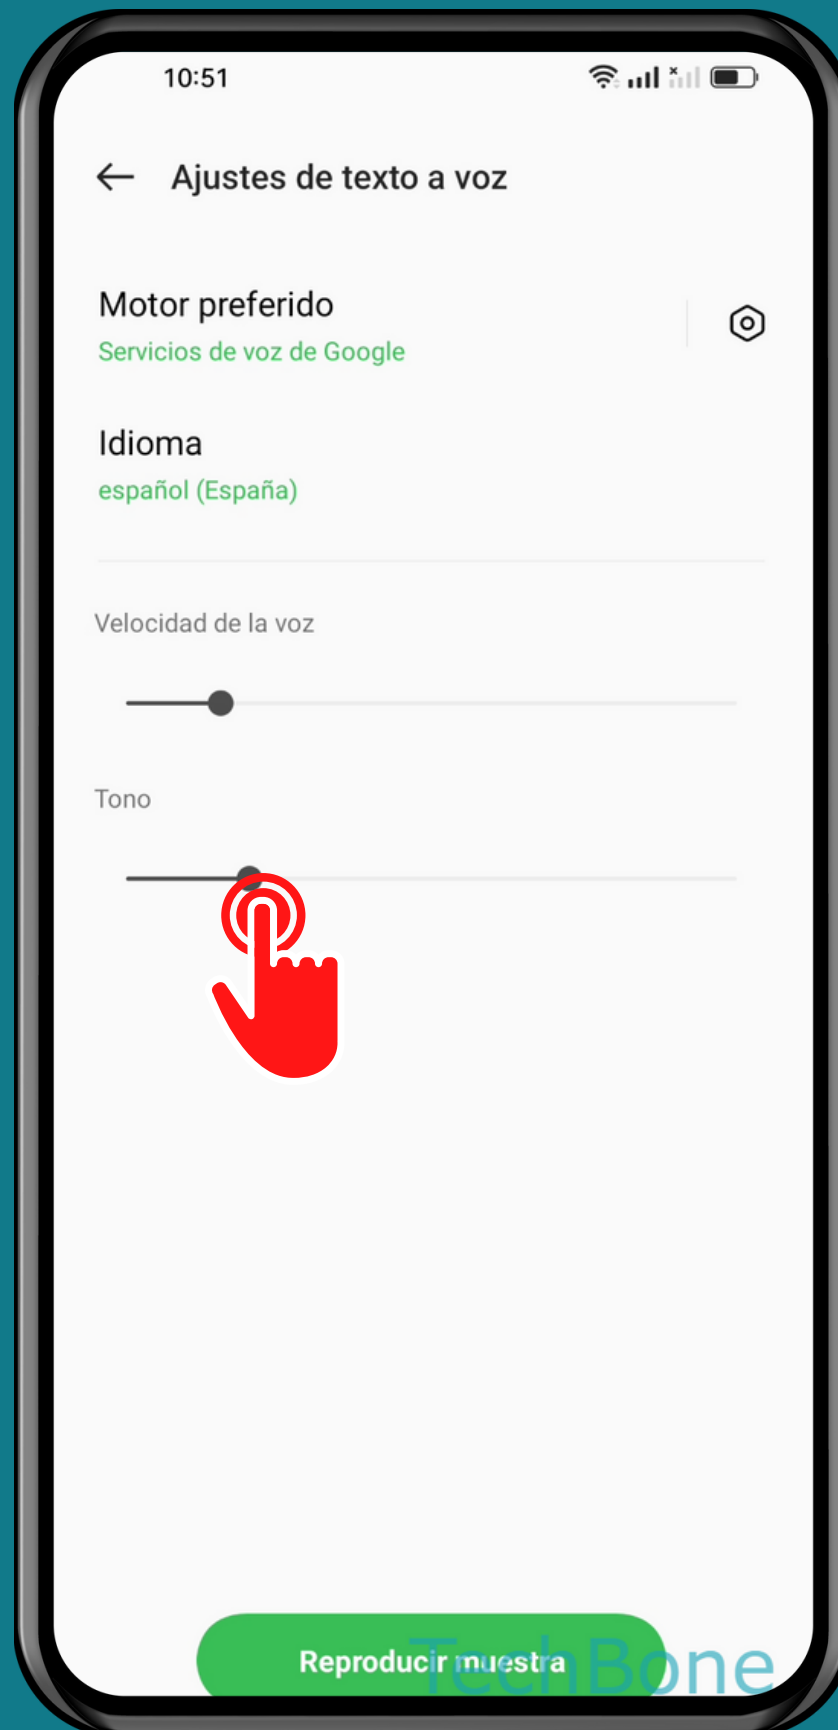 10:51
Ajustes de texto a voz
Motor preferido
Servicios de voz de Google
Idioma
español (España)
Velocidad de la voz
Tono
Reproducir muestra
TechBone